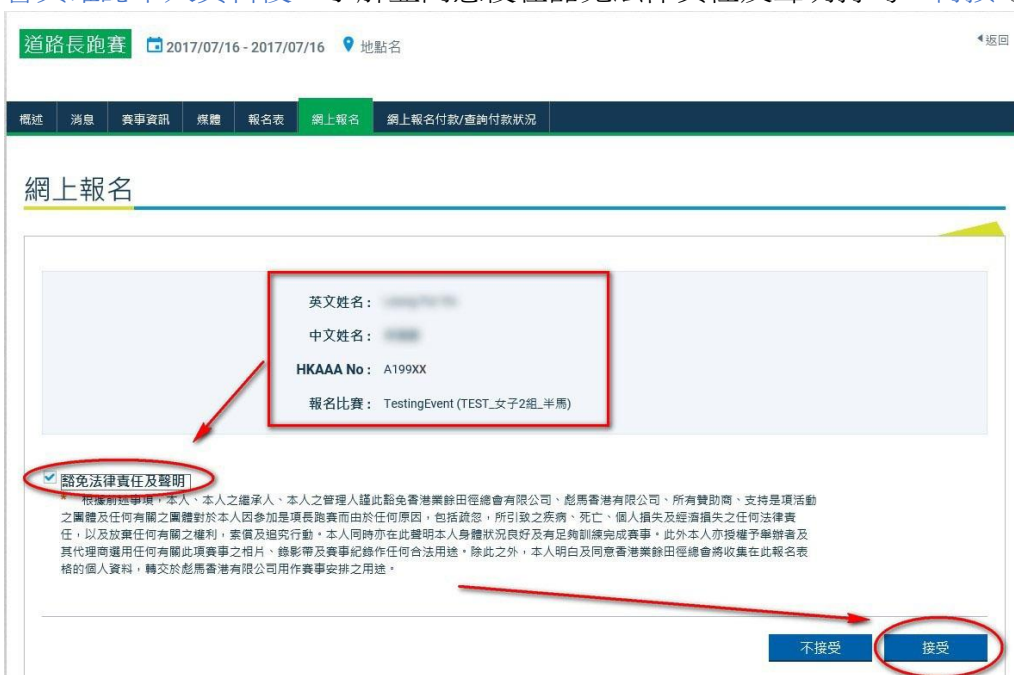 道路長跑賽 2017/07/16 - 2017/07/16 地點名 返回
概述 消息 賽事資訊 媒體 報名表 網上報名 網上報名付款/查詢付款狀況
網上報名
英文姓名：
中文姓名：
HKAAA No： A199XX
報名比賽： TestingEvent (TEST_女子2組_半馬)
豁免法律責任及聲明
* 根據前述事項，本人、本人之繼承人、本人之管理人謹此豁免香港業餘田徑總會有限公司、彪馬香港有限公司、所有贊助商、支持是項活動
之團體及任何有關之團體對於本人因參加是項長跑賽而由於任何原因，包括疏忽，所引致之疾病、死亡、個人損失及經濟損失之任何法律責
任，以及放棄任何有關之權利，索償及追究行動。本人同時亦在此聲明本人身體狀況良好及有足夠訓練完成賽事。此外本人亦授權予舉辦者及
其代理商選用任何有關此項賽事之相片、錄影帶及賽事紀錄作任何合法用途。除此之外，本人明白及同意香港業餘田徑總會將收集在此報名表
格的個人資料，轉交於彪馬香港有限公司用作賽事安排之用途。
不接受 接受